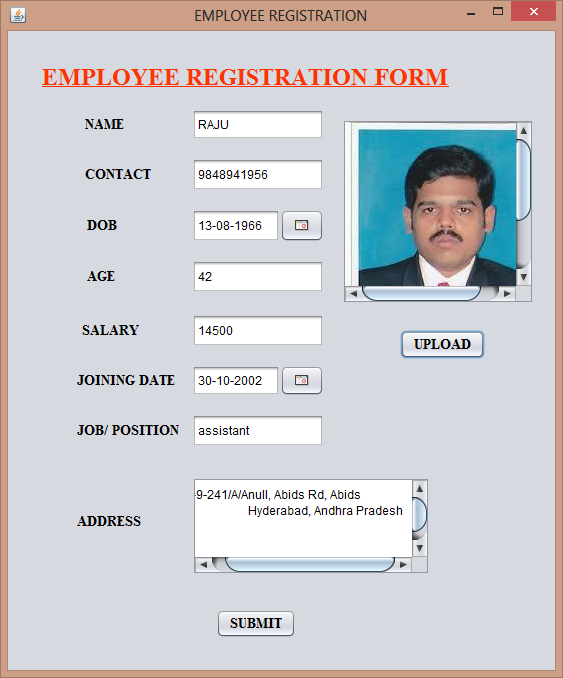 EMPLOYEE REGISTRATION
EMPLOYEE REGISTRATION FORM
NAME RAJU
CONTACT 9848941956
DOB 13-08-1966
AGE 42
SALARY 14500
UPLOAD
JOINING DATE 30-10-2002
JOB/ POSITION assistant
-9-241/A/Anull, Abids Rd, Abids
Hyderabad, Andhra Pradesh
ADDRESS
SUBMIT